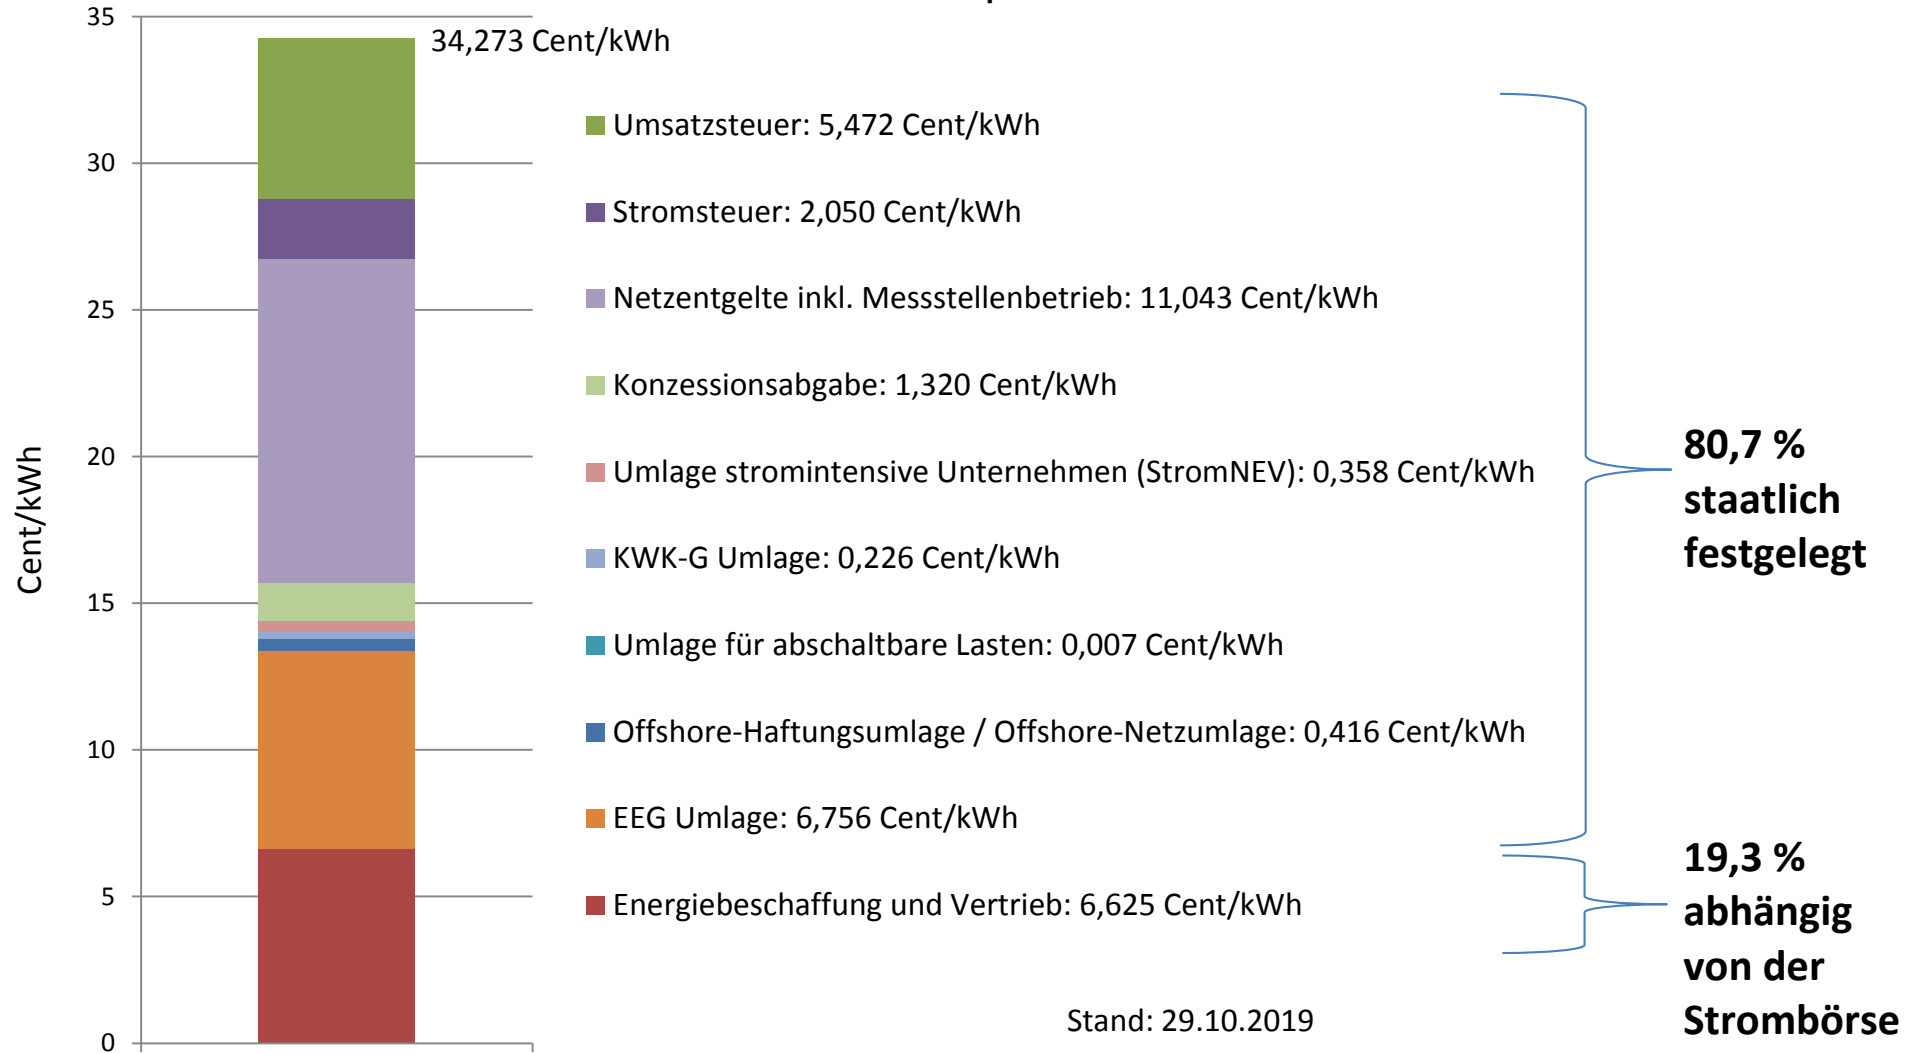 35
34,273 Cent/kWh
Umsatzsteuer: 5,472 Cent/kWh
30
Stromsteuer: 2,050 Cent/kWh
25
Netzentgelte inkl. Messstellenbetrieb: 11,043 Cent/kWh
Konzessionsabgabe: 1,320 Cent/kWh
20
Cent/kWh
Umlage stromintensive Unternehmen (StromNEV): 0,358 Cent/kWh
80,7 %
staatlich
festgelegt
KWK-G Umlage: 0,226 Cent/kWh
15
Umlage für abschaltbare Lasten: 0,007 Cent/kWh
Offshore-Haftungsumlage / Offshore-Netzumlage: 0,416 Cent/kWh
10
EEG Umlage: 6,756 Cent/kWh
5
Energiebeschaffung und Vertrieb: 6,625 Cent/kWh
19,3 %
abhängig
von der
Strombörse
Stand: 29.10.2019
0